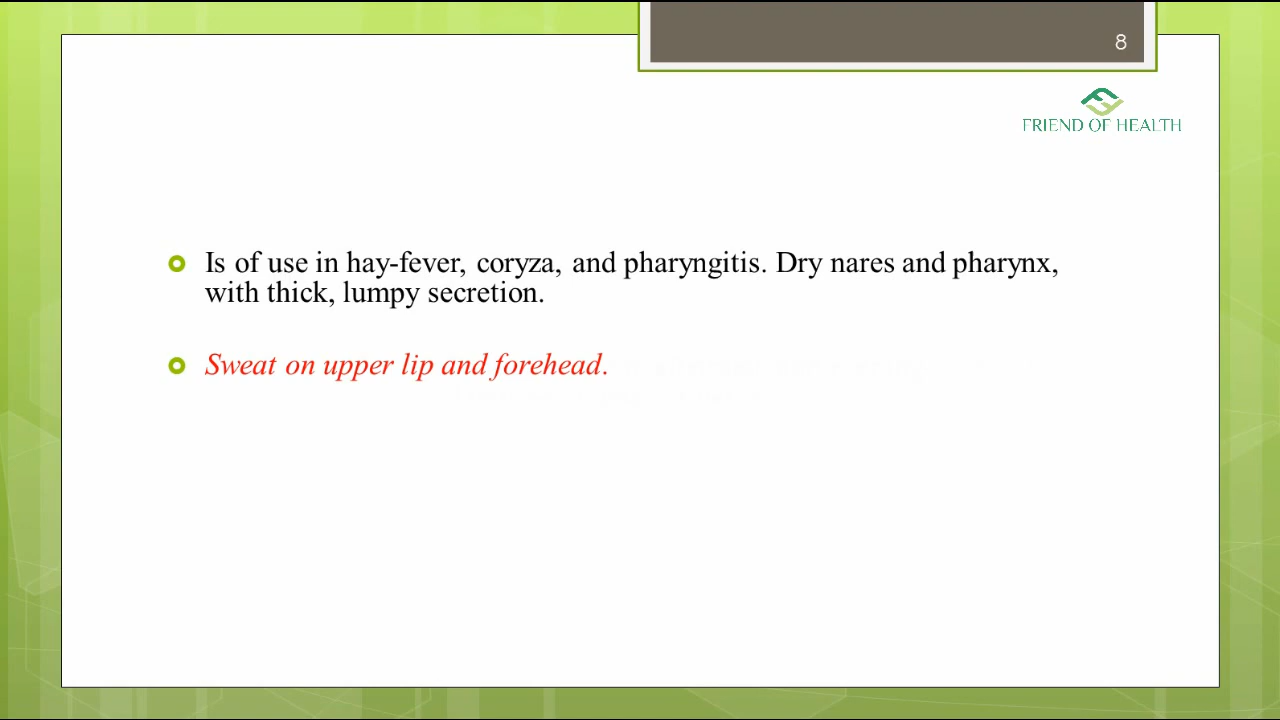 8
FRIEND OF HEALTH
Is of use in hay-fever, coryza, and pharyngitis. Dry nares and pharynx,
with thick, lumpy secretion.
Sweat on upper lip and forehead.